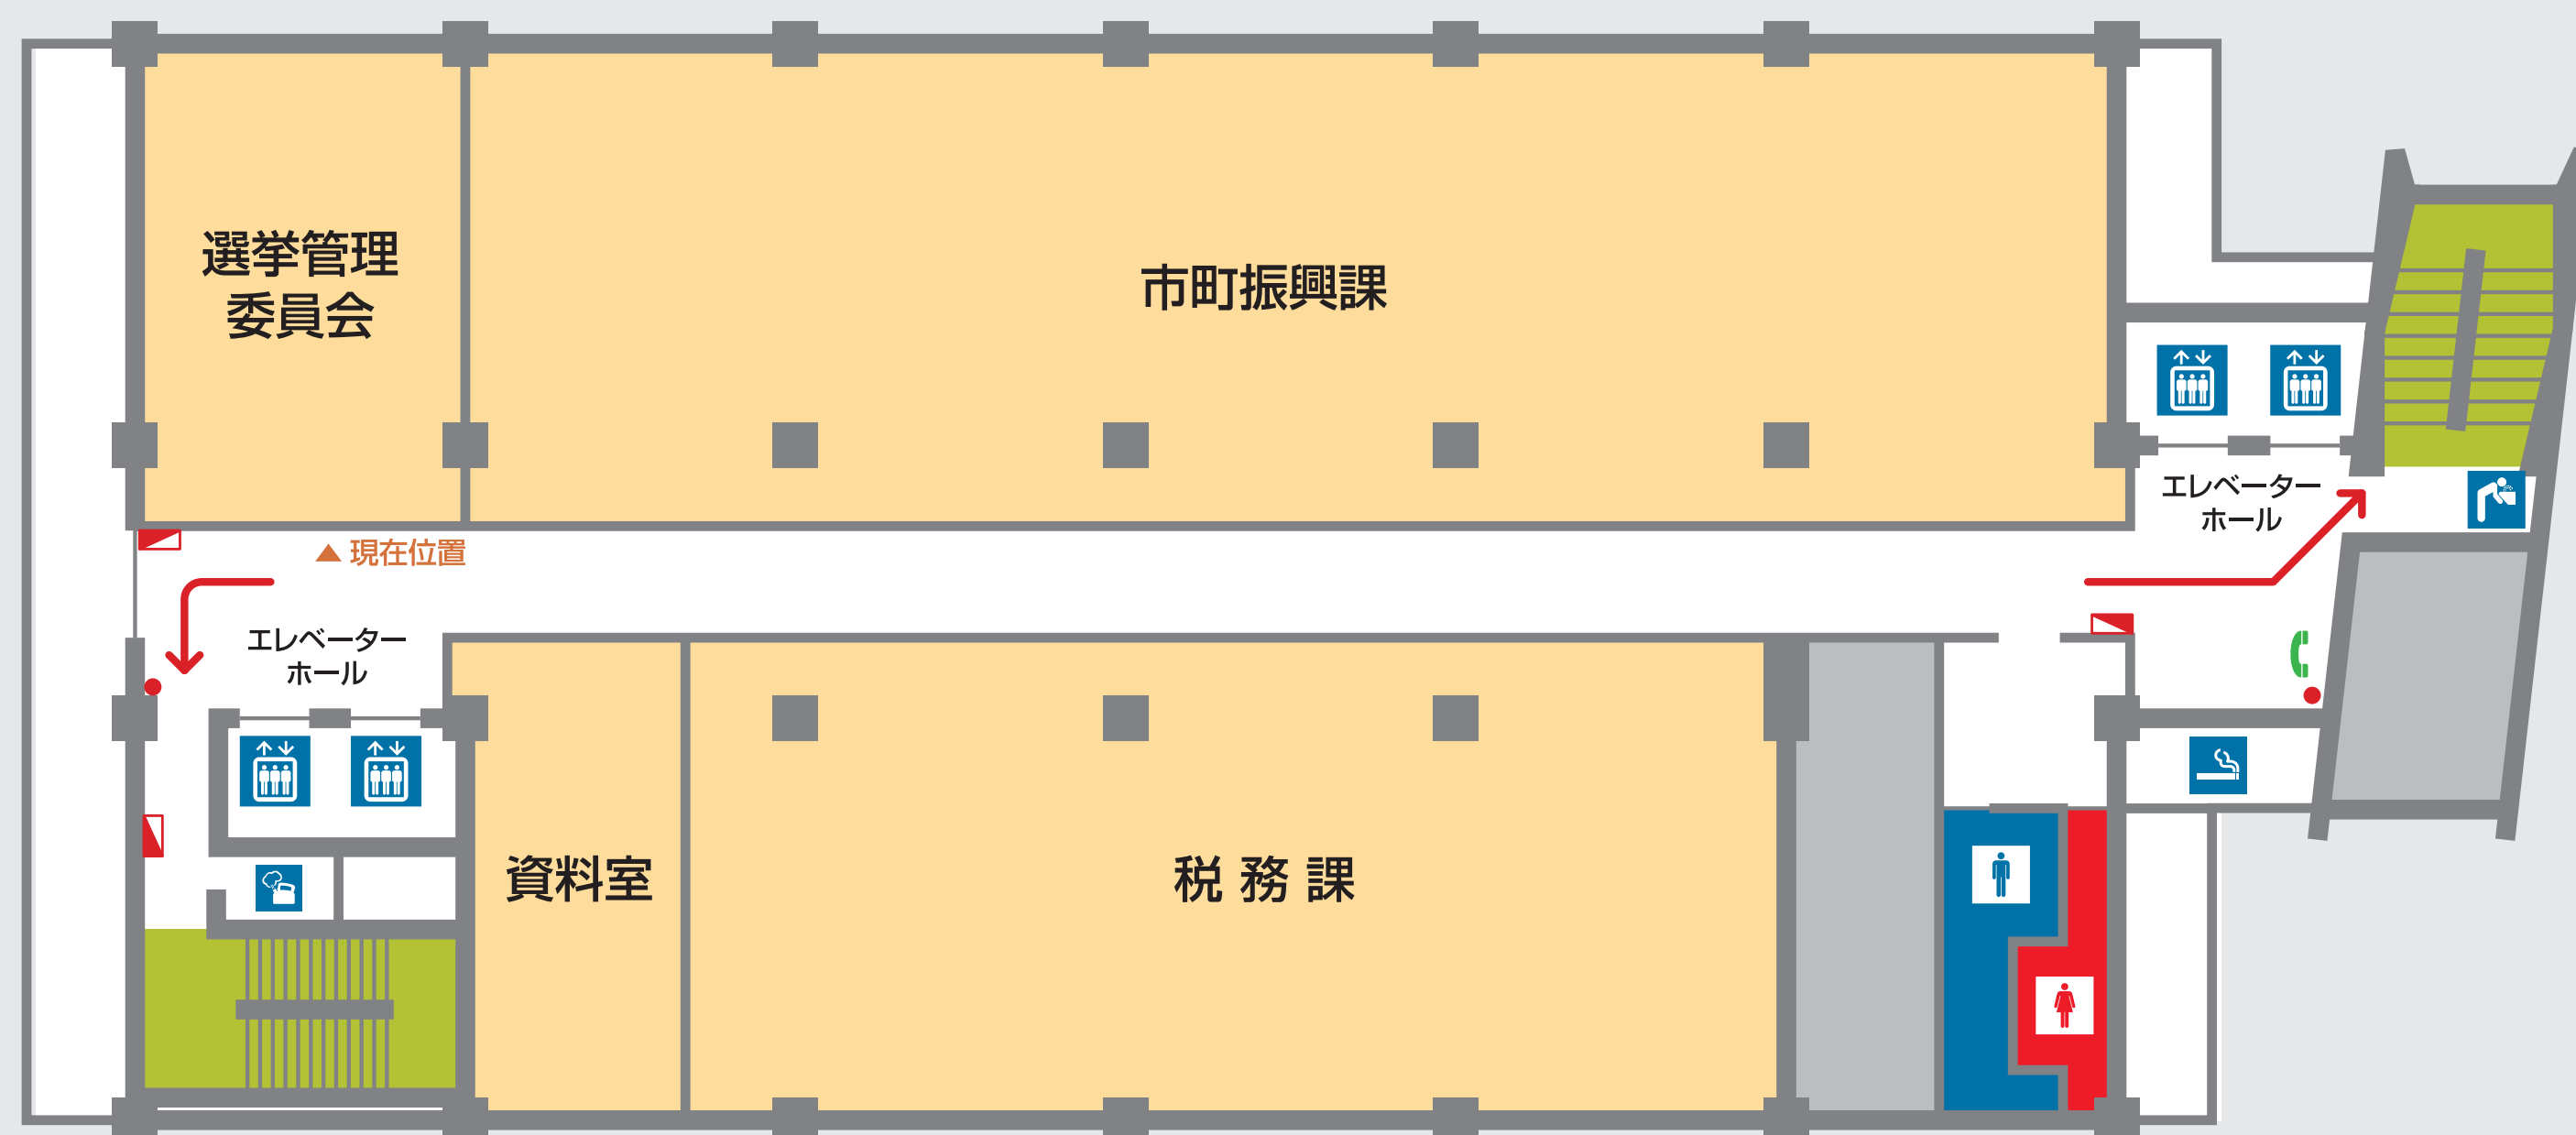 選挙管理
委員会
市町振興課
エレベーター
ホール
▲現在位置
エレベーター
ホール
資料室
税務課